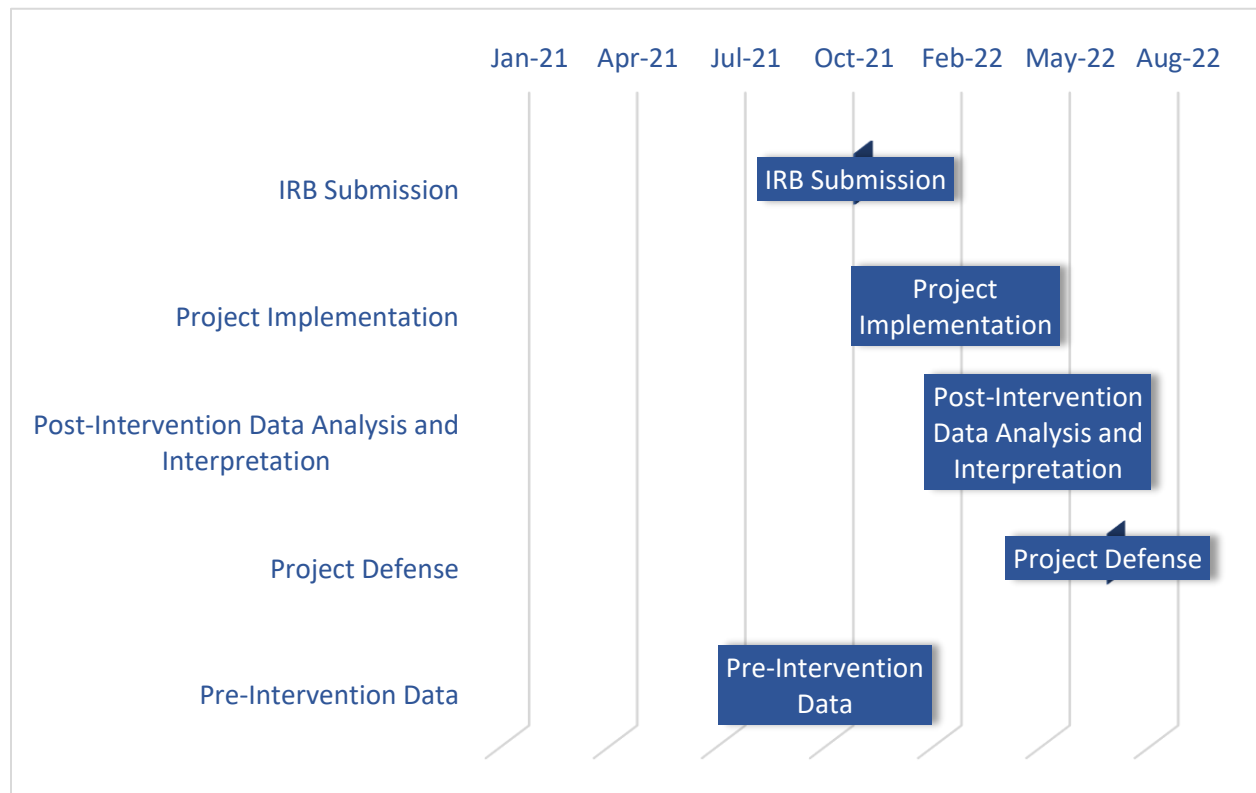 Jan-21 Apr-21 Jul-21 Oct-21 Feb-22 May-22 Aug-22
IRB Submission
IRB Submission
Project Implementation
Project
Implementation
Post-Intervention Data Analysis and
Interpretation
Post-Intervention
Data Analysis and
Interpretation
Project Defense
Project Defense
Pre-Intervention Data
Pre-Intervention
Data